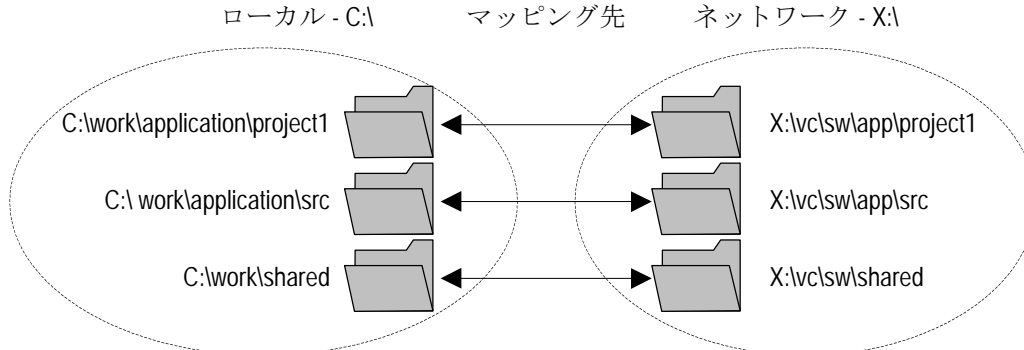 ローカル - C:\ マッピング先 ネットワーク - X:\
C:\work\application\project1 X:\vc\sw\app\project1
C:\ work\application\src X:\vc\sw\app\src
C:\work\shared X:\vc\sw\shared